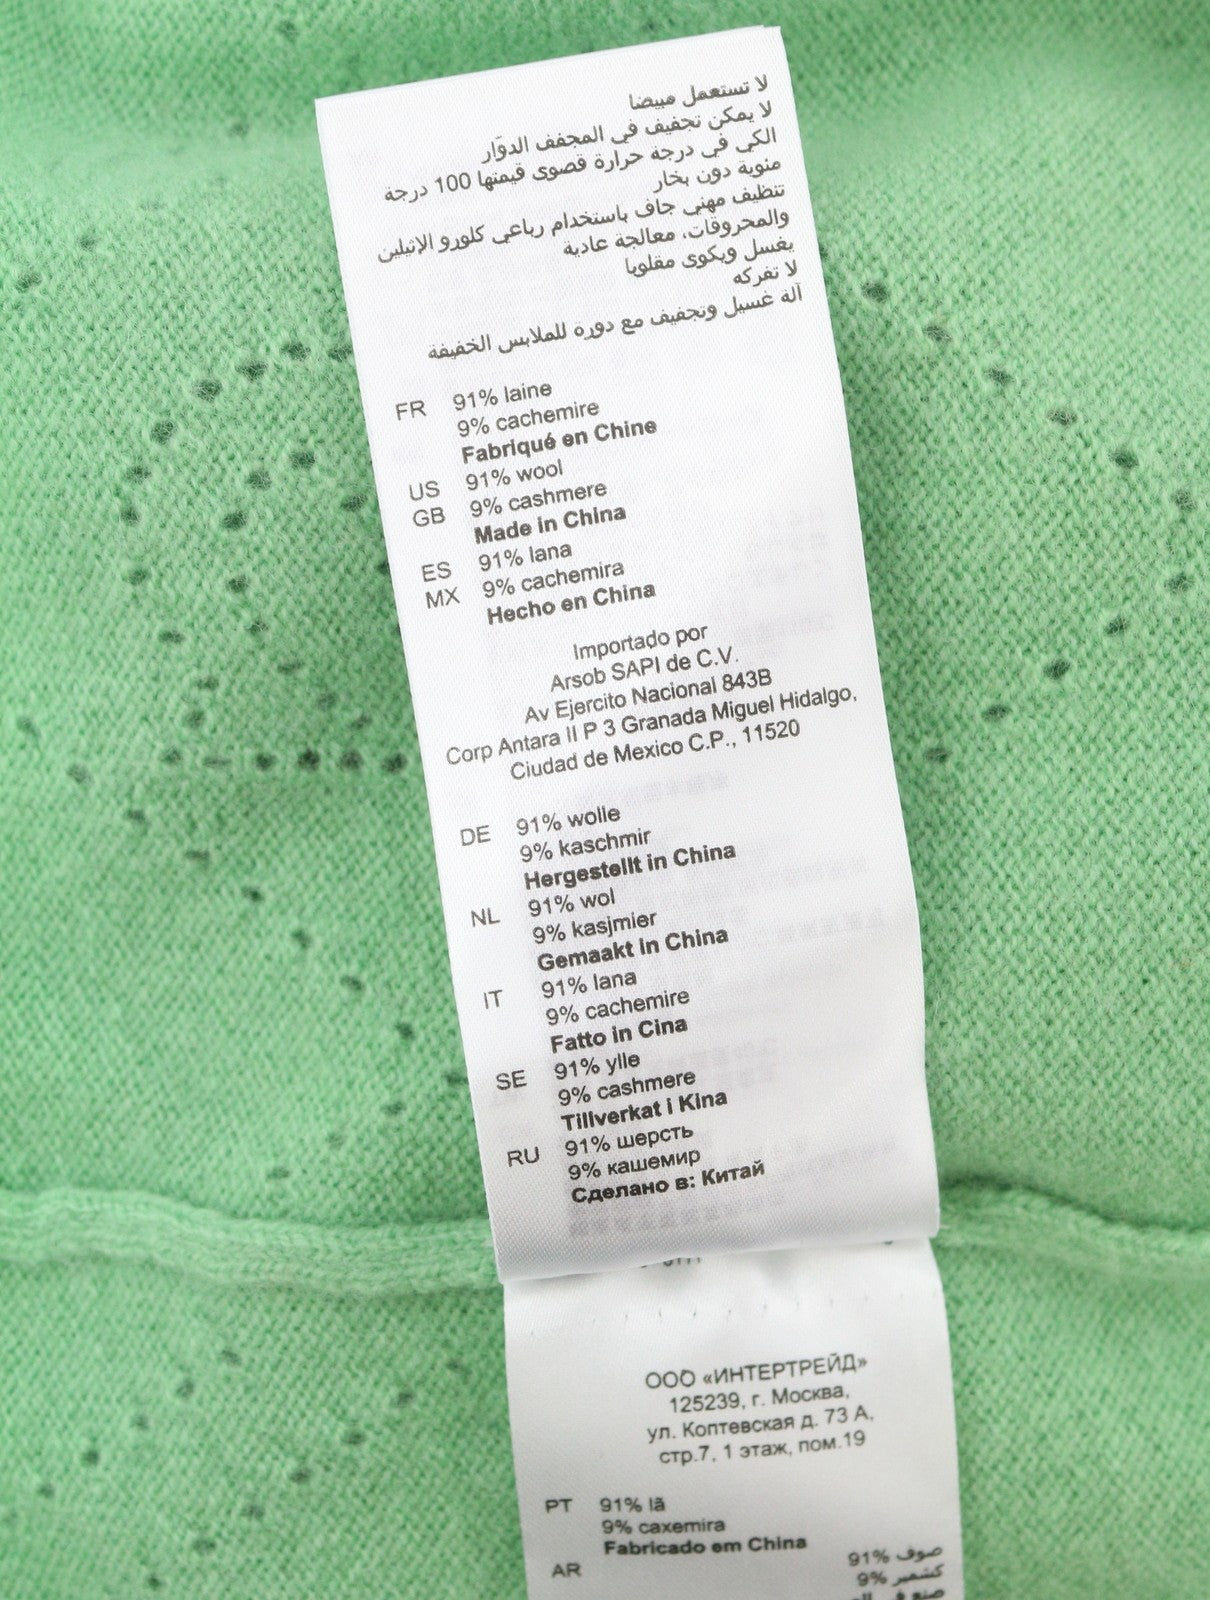 لا تستعمل مبيضا
لا يمكن تجفيف في المجفف الدوّار
الكي في درجة حرارة قصوى قيمتها 100 درجة
مئوية دون بخار
تنظيف مهني جاف باستخدام رباعي كلورو الإثيلين
والمحروقات، معالجة عادية
يغسل ويكوى مقلوبا
لا تفركه
آلة غسيل وتجفيف مع دوره للملابس الخفيفة
FR 91% laine
9% cachemire
Fabriqué en Chine
US 91% wool
GB 9% cashmere
Made in China
ES 91% lana
MX 9% cachemira
Hecho en China
Importado por
Arsob SAPI de C.V.
Av Ejercito Nacional 843B
Corp Antara II P 3 Granada Miguel Hidalgo,
Ciudad de Mexico C.P., 11520
DE 91% wolle
9% kaschmir
Hergestellt in China
NL 91% wol
9% kasjmier
Gemaakt in China
IT 91% lana
9% cachemire
Fatto in Cina
SE 91% ylle
9% cashmere
Tillverkat i Kina
RU 91% шерсть
9% кашемир
Сделано в: Китай
ООО «ИНТЕРТРЕЙД»
125239, г. Москва,
ул. Коптевская д. 73 А,
стр.7, 1 этаж, пом.19
PT 91% lã
9% caxemira
Fabricado em China
AR 91% صوف
9% كشمير
صنع في